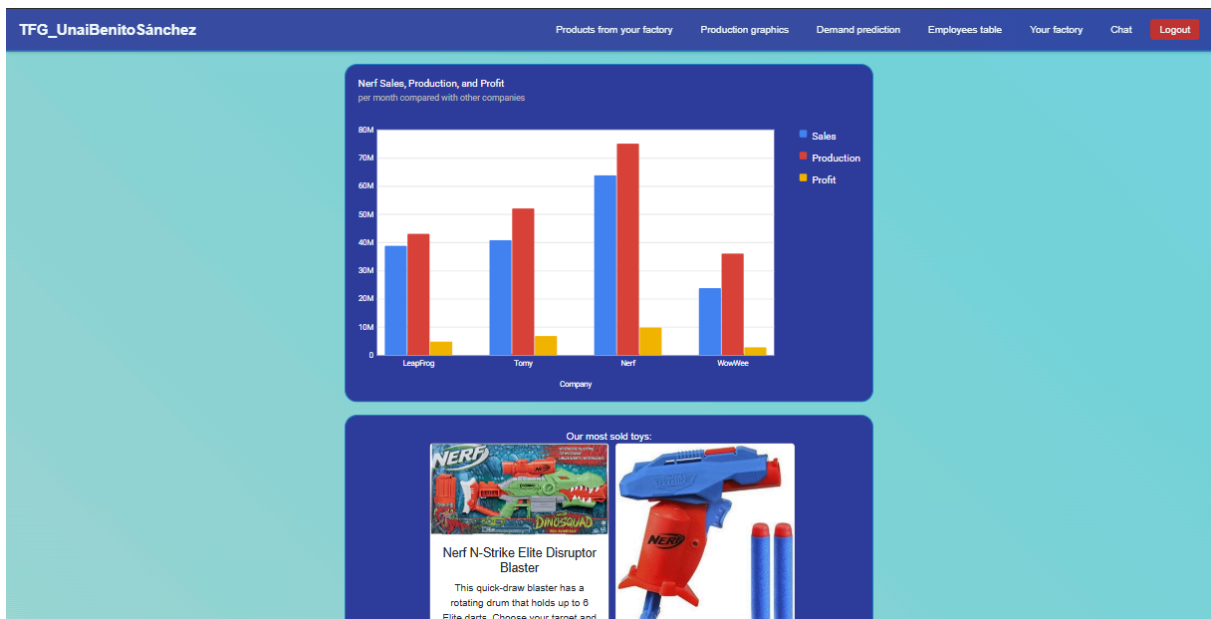 TFG_UnaiBenitoSánchez
Products from your factory
Production graphics
Demand prediction
Employees table
Your factory
Chat
Logout
Nerf Sales, Production, and Profit
per month compared with other companies
80M
70M
60M
50M
40M
30M
20M
10M
0
LeapFrog
Tomy
Nerf
WowWee
Company
Sales
Production
Profit
Our most sold toys:
NERF
DINOSQUAD
Nerf N-Strike Elite Disruptor
Blaster
This quick-draw blaster has a
rotating drum that holds up to 6
Elite darts. Choose your target and
NERF